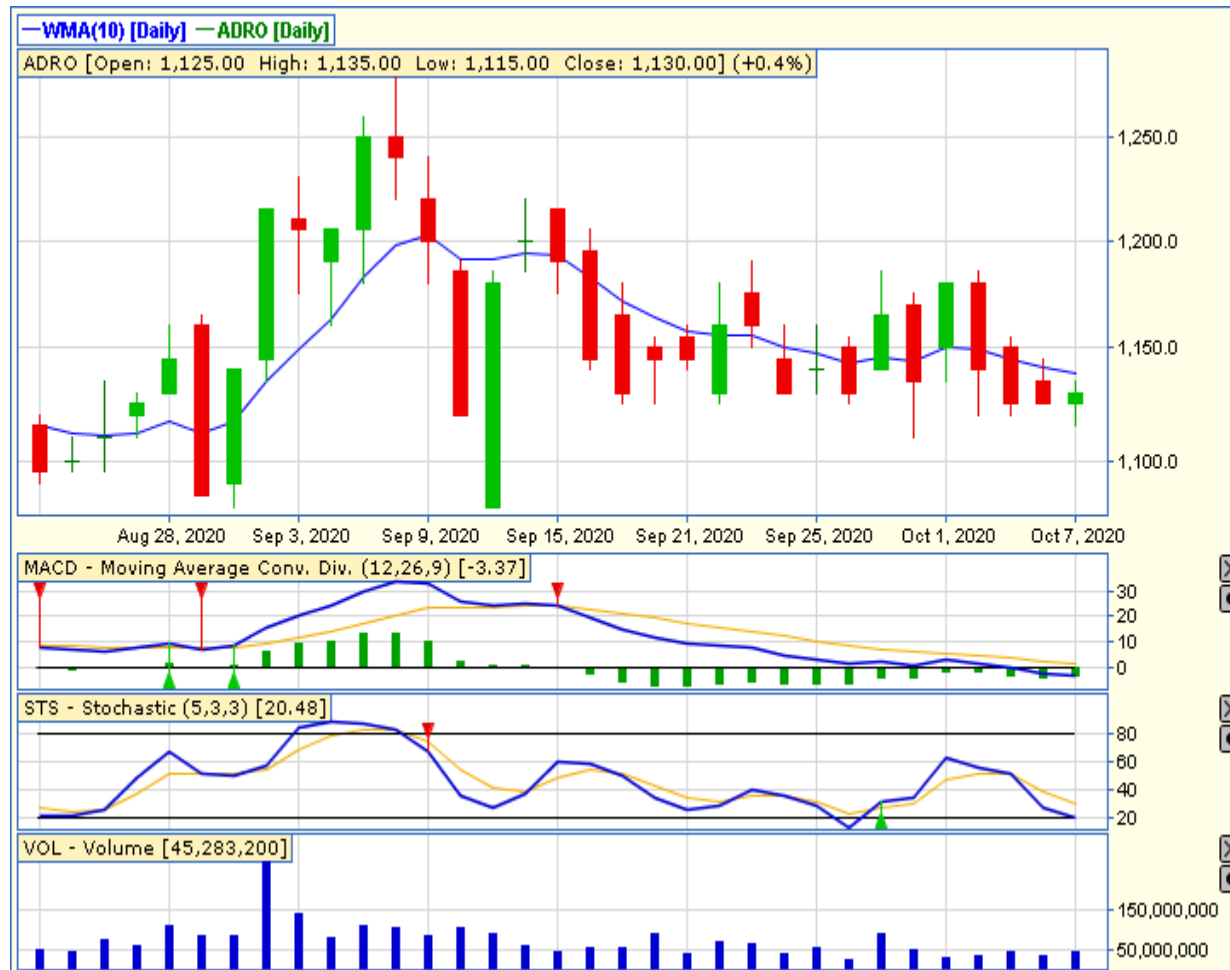 WMA(10) [Daily] ADRO [Daily]
ADRO [Open: 1,125.00 High: 1,135.00 Low: 1,115.00 Close: 1,130.00] (+0.4%)
1,250.0
1,200.0
1,150.0
1,100.0
Aug 28, 2020 Sep 3, 2020 Sep 9, 2020 Sep 15, 2020 Sep 21, 2020 Sep 25, 2020 Oct 1, 2020 Oct 7, 2020
MACD - Moving Average Conv. Div. (12,26,9) [-3.37]
30
20
10
0
STS - Stochastic (5,3,3) [20.48]
80
60
40
20
VOL - Volume [45,283,200]
150,000,000
50,000,000